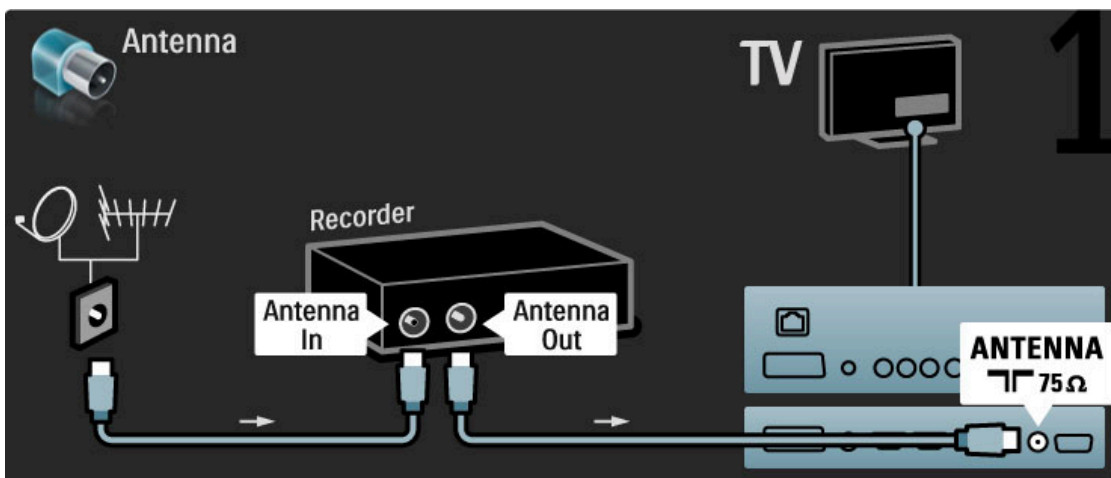 Antenna
TV
1
Recorder
Antenna
In
Antenna
Out
ANTENNA
75Ω